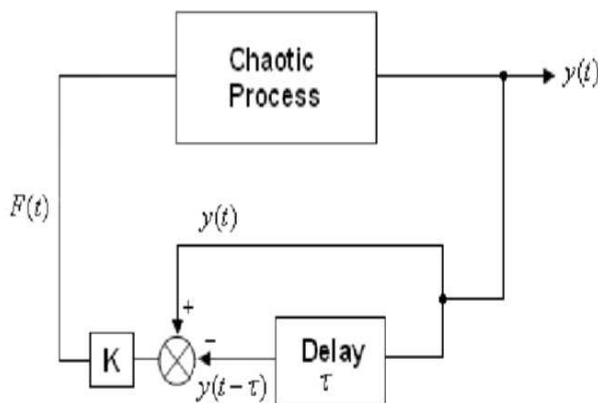 Chaotic
Process
y(t)
F(t)
y(t)
+
−
K
Delay
τ
y(t − τ)